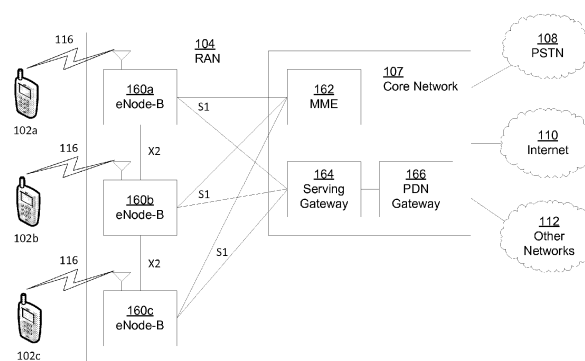 116
104
RAN
108
PSTN
102a
160a
eNode-B
S1
162
MME
107
Core Network
116
X2
110
Internet
102b
160b
eNode-B
S1
164
Serving
Gateway
166
PDN
Gateway
112
Other
Networks
116
X2
S1
102c
160c
eNode-B